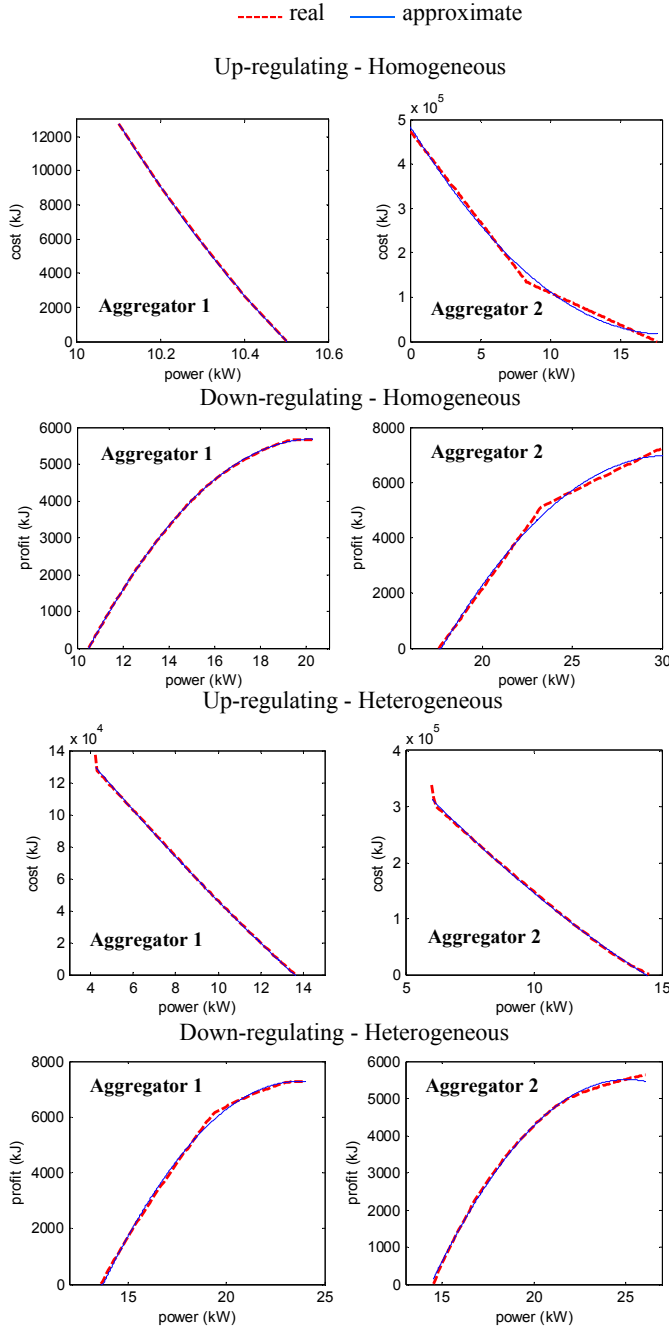 real approximate
Up-regulating - Homogeneous
12000
10000
8000
6000
4000
2000
0
cost (kJ)
Aggregator 1
10 10.2 10.4 10.6
power (kW)
x 10^5
5
4
3
2
1
0
cost (kJ)
Aggregator 2
0 5 10 15
power (kW)
Down-regulating - Homogeneous
6000
5000
4000
3000
2000
1000
0
profit (kJ)
Aggregator 1
10 12 14 16 18 20
power (kW)
8000
6000
4000
2000
0
profit (kJ)
Aggregator 2
20 25 30
power (kW)
Up-regulating - Heterogeneous
x 10^4
14
12
10
8
6
4
2
0
cost (kJ)
Aggregator 1
4 6 8 10 12 14
power (kW)
x 10^5
4
3
2
1
0
cost (kJ)
Aggregator 2
5 10 15
power (kW)
Down-regulating - Heterogeneous
8000
6000
4000
2000
0
profit (kJ)
Aggregator 1
15 20 25
power (kW)
6000
5000
4000
3000
2000
1000
0
profit (kJ)
Aggregator 2
15 20 25
power (kW)